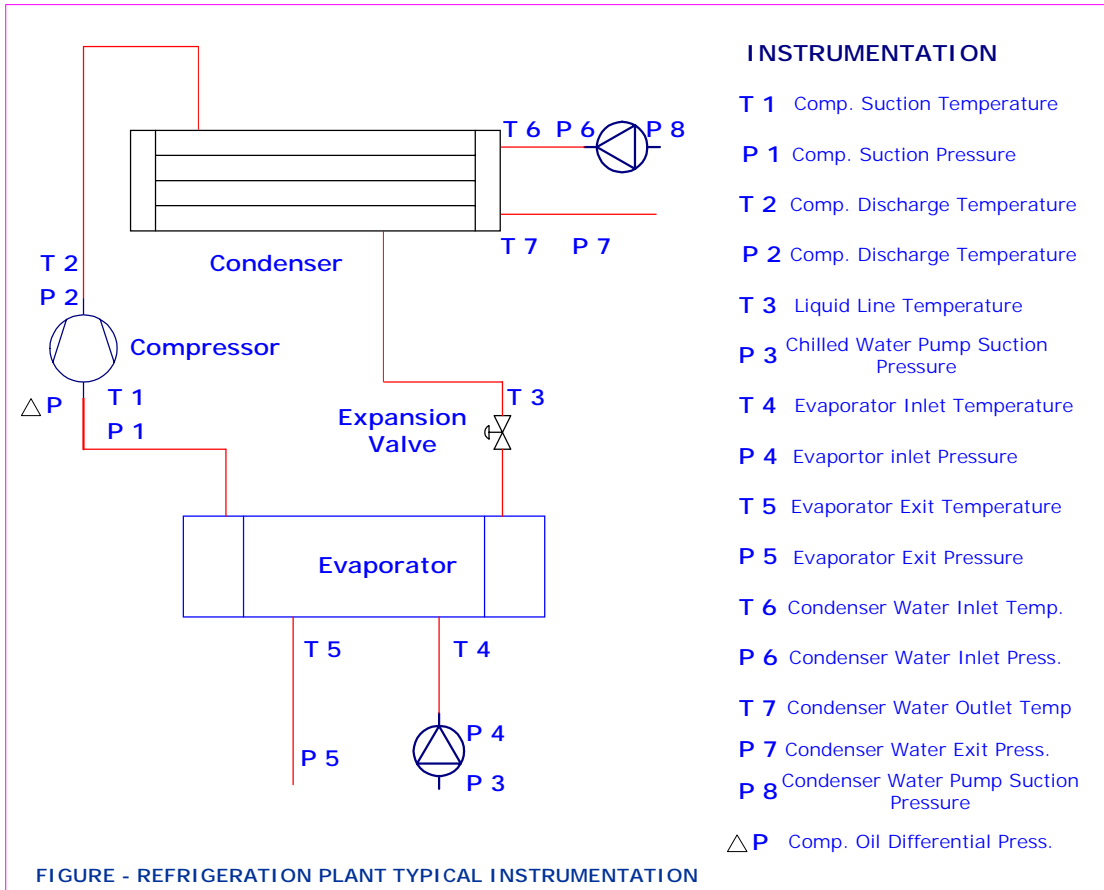 INSTRUMENTATION
T 1 Comp. Suction Temperature
P 1 Comp. Suction Pressure
T 2 Comp. Discharge Temperature
P 2 Comp. Discharge Temperature
T 3 Liquid Line Temperature
P 3 Chilled Water Pump Suction
Pressure
T 4 Evaporator Inlet Temperature
P 4 Evaportor inlet Pressure
T 5 Evaporator Exit Temperature
P 5 Evaporator Exit Pressure
T 6 Condenser Water Inlet Temp.
P 6 Condenser Water Inlet Press.
T 7 Condenser Water Outlet Temp
P 7 Condenser Water Exit Press.
P 8 Condenser Water Pump Suction
Pressure
△ P Comp. Oil Differential Press.
T 6 P 6 P 8
T 7 P 7
Condenser
T 2
P 2
Compressor
△ P
T 1
P 1
T 3
Expansion
Valve
Evaporator
T 5 T 4
P 4
P 5
P 3
FIGURE - REFRIGERATION PLANT TYPICAL INSTRUMENTATION